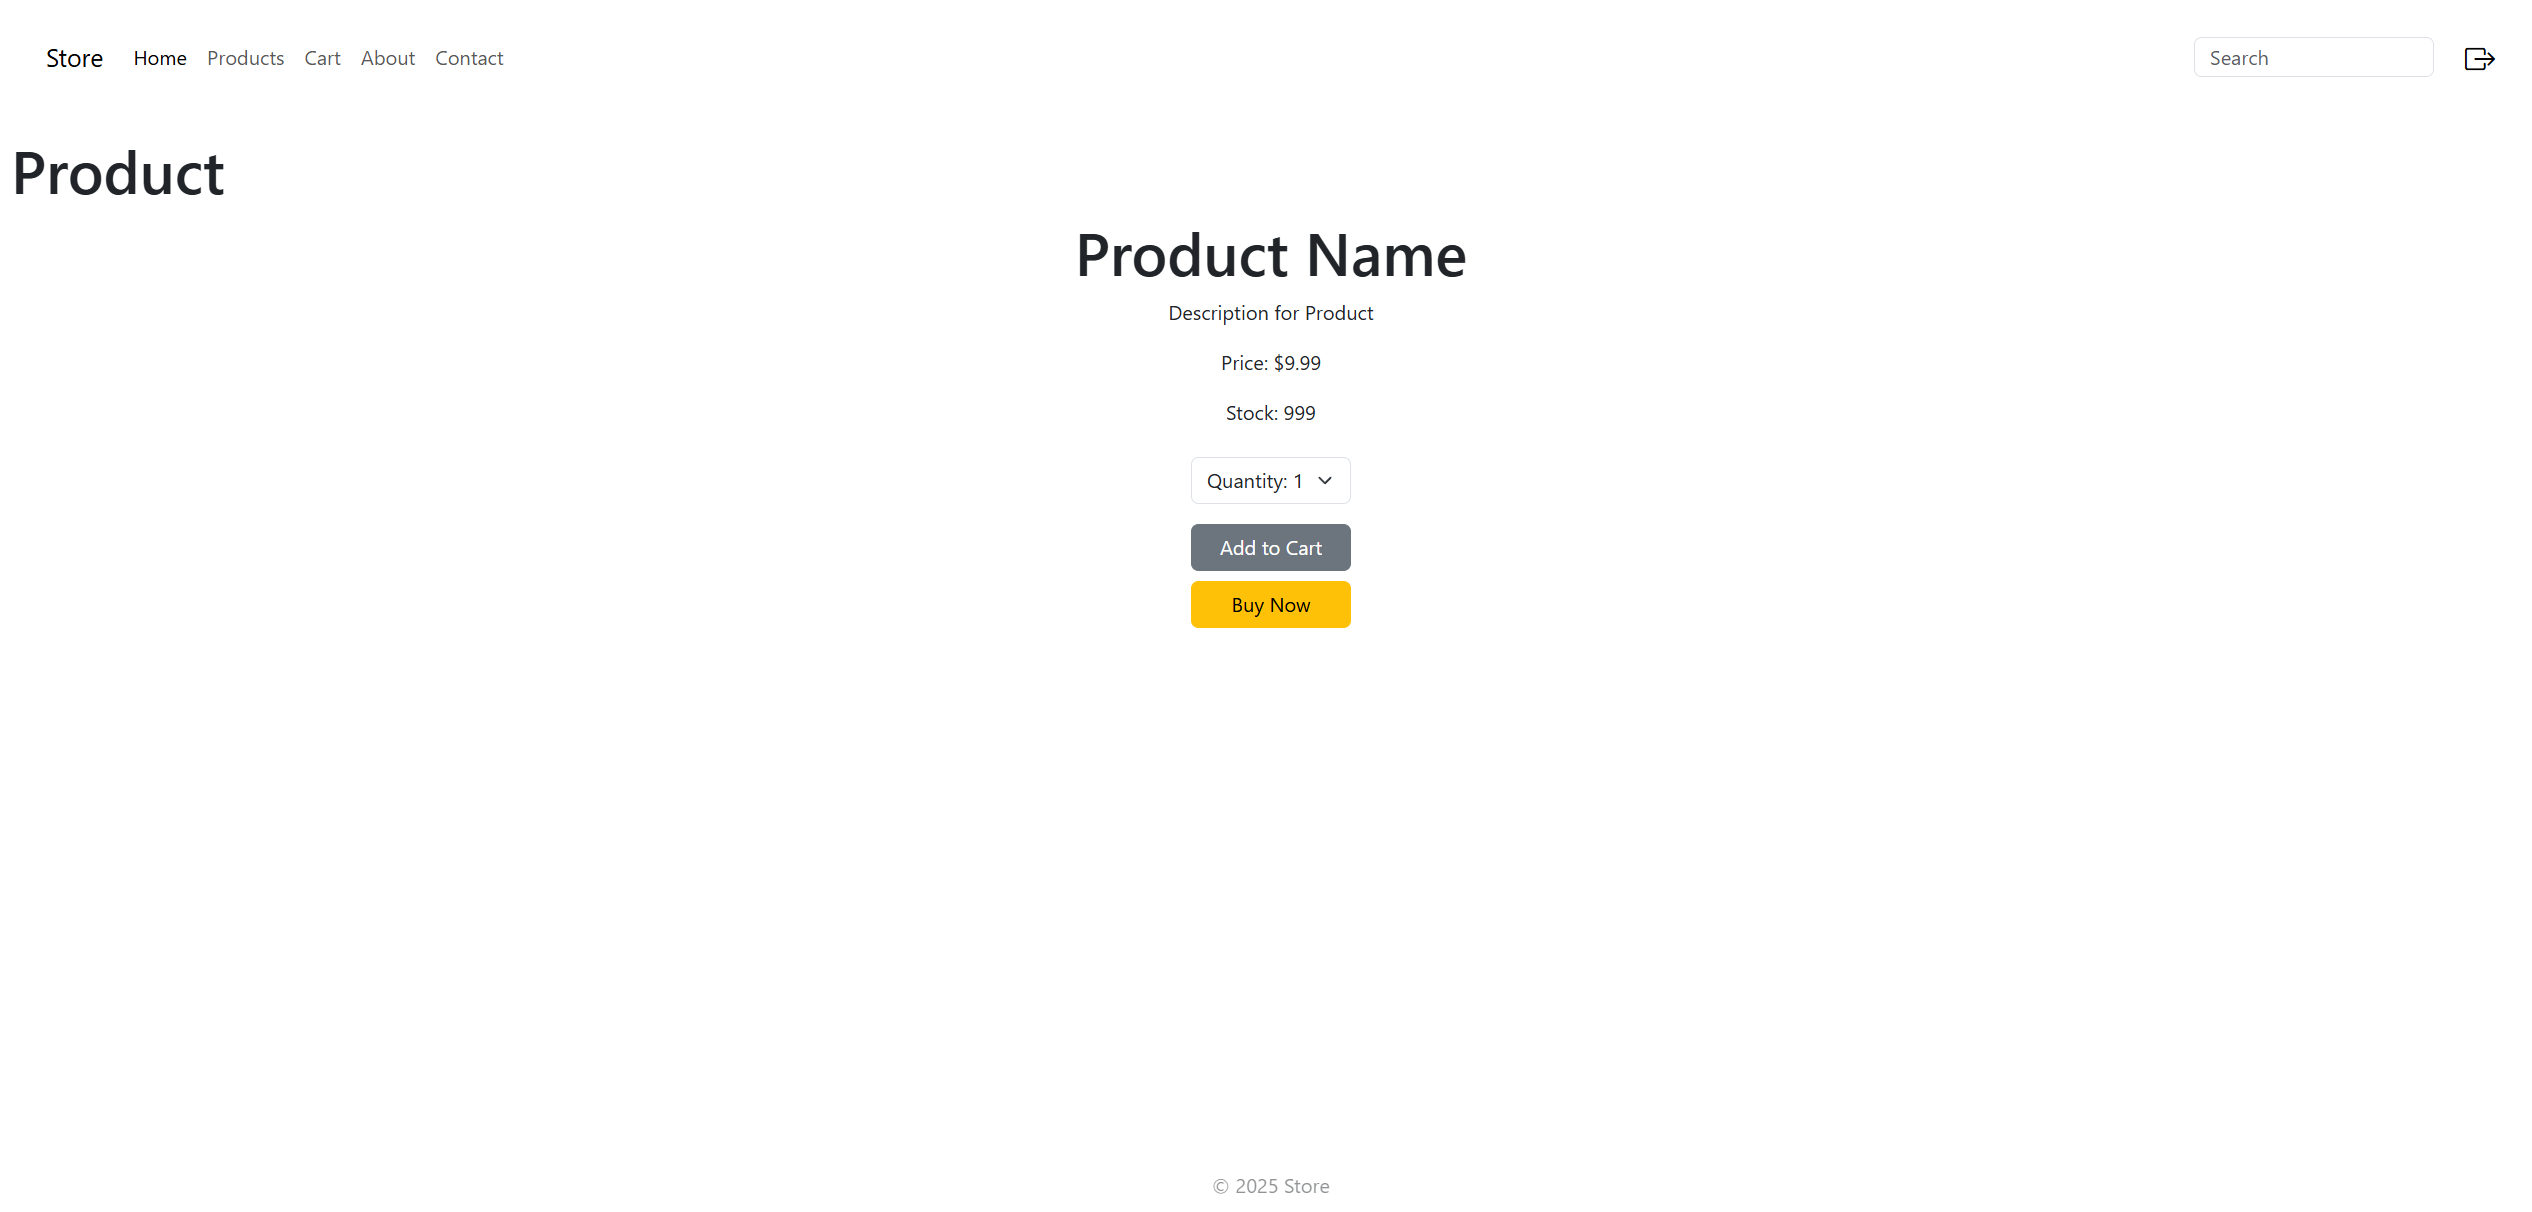 Store Home Products Cart About Contact Search
Product
Product Name
Description for Product
Price: $9.99
Stock: 999
Quantity: 1
Add to Cart
Buy Now
© 2025 Store